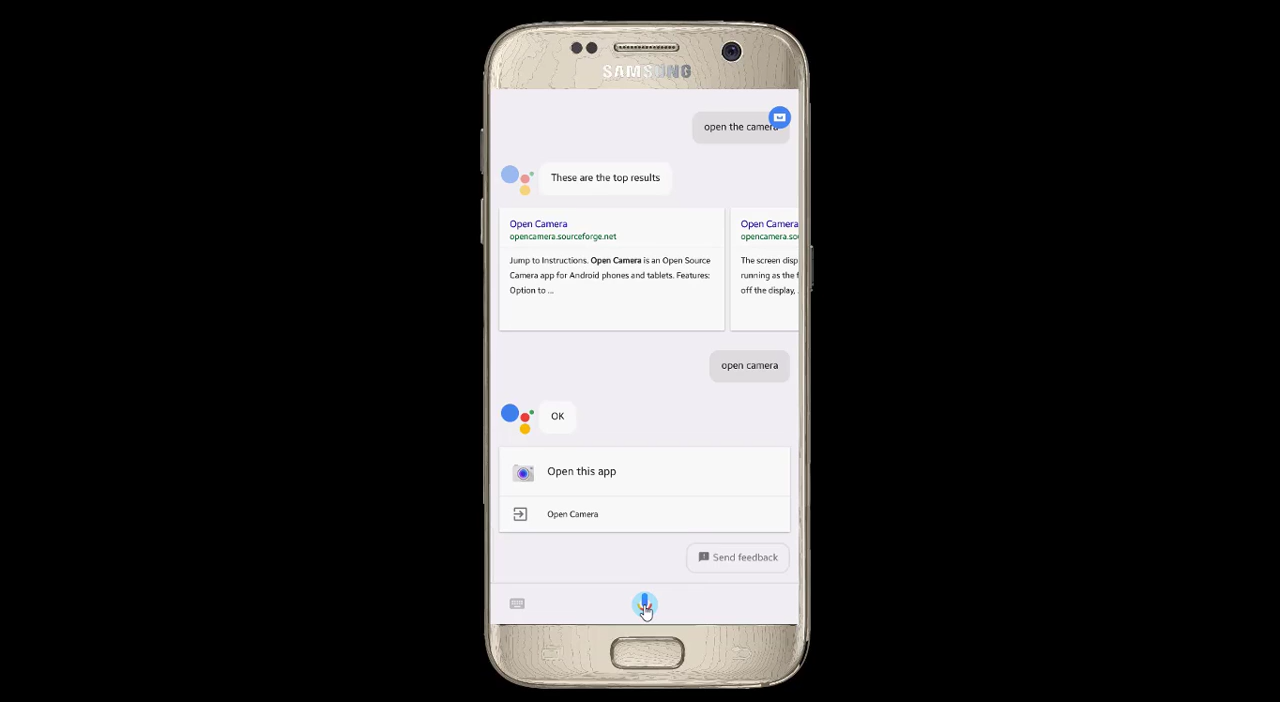 SAMSUNG
open the camera
These are the top results
Open Camera
opencamera.sourceforge.net
Jump to Instructions. Open Camera is an Open Source
Camera app for Android phones and tablets. Features:
Option to ...
Open Camera
opencamera.sou
The screen disp
running as the f
off the display,
open camera
OK
Open this app
Open Camera
Send feedback